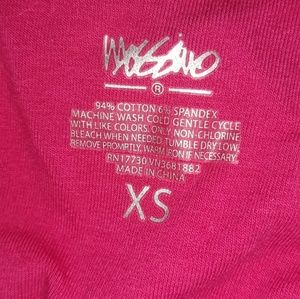 Mossimo
®
94% COTTON 6% SPANDEX
MACHINE WASH COLD GENTLE CYCLE
WITH LIKE COLORS. ONLY NON-CHLORINE
BLEACH WHEN NEEDED TUMBLE DRY LOW,
REMOVE PROMPTLY, WARM IRON IF NECESSARY.
RN17730 VN3681882
MADE IN CHINA
XS